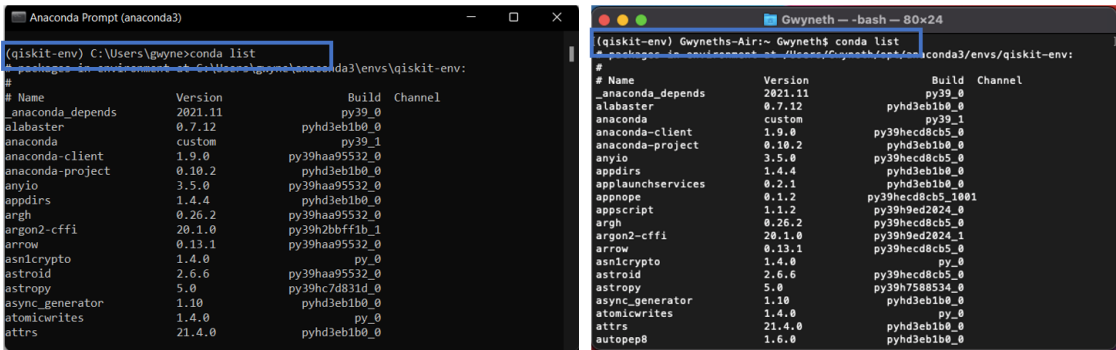 Anaconda Prompt (anaconda3)
(qiskit-env) C:\Users\gwyne>conda list
# packages in environment at C:\Users\gwyne\anaconda3\envs\qiskit-env:
#
# Name Version Build Channel
_anaconda_depends 2021.11 py39_0
alabaster 0.7.12 pyhd3eb1b0_0
anaconda custom py39_1
anaconda-client 1.9.0 py39haa95532_0
anaconda-project 0.10.2 pyhd3eb1b0_0
anyio 3.5.0 py39haa95532_0
appdirs 1.4.4 pyhd3eb1b0_0
argh 0.26.2 py39haa95532_0
argon2-cffi 20.1.0 py39h2bbff1b_1
arrow 0.13.1 py39haa95532_0
asn1crypto 1.4.0 py_0
astroid 2.6.6 py39haa95532_0
astropy 5.0 py39hc7d831d_0
async_generator 1.10 pyhd3eb1b0_0
atomicwrites 1.4.0 py_0
attrs 21.4.0 pyhd3eb1b0_0
Gwyneth — -bash — 80×24
(qiskit-env) Gwyneths-Air:~ Gwyneth$ conda list
# packages in environment at /Users/Gwyneth/opt/anaconda3/envs/qiskit-env:
#
# Name Version Build Channel
_anaconda_depends 2021.11 py39_0
alabaster 0.7.12 pyhd3eb1b0_0
anaconda custom py39_1
anaconda-client 1.9.0 py39hecd8cb5_0
anaconda-project 0.10.2 pyhd3eb1b0_0
anyio 3.5.0 py39hecd8cb5_0
appdirs 1.4.4 pyhd3eb1b0_0
applaunchservices 0.2.1 pyhd3eb1b0_0
appnope 0.1.2 py39hecd8cb5_1001
appscript 1.1.2 py39h9ed2024_0
argh 0.26.2 py39hecd8cb5_0
argon2-cffi 20.1.0 py39h9ed2024_1
arrow 0.13.1 py39hecd8cb5_0
asn1crypto 1.4.0 py_0
astroid 2.6.6 py39hecd8cb5_0
astropy 5.0 py39h7588534_0
async_generator 1.10 pyhd3eb1b0_0
atomicwrites 1.4.0 py_0
attrs 21.4.0 pyhd3eb1b0_0
autopep8 1.6.0 pyhd3eb1b0_0